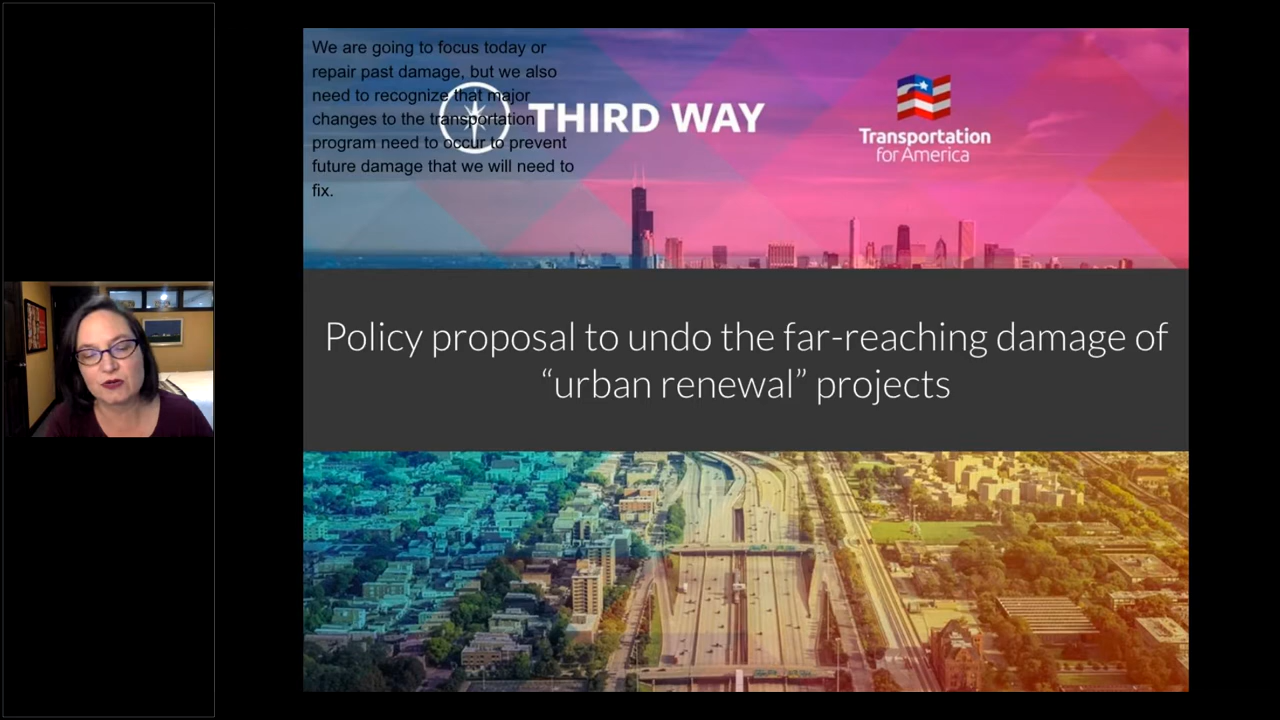 We are going to focus today or
repair past damage, but we also
need to recognize that major
changes to the transportation
program need to occur to prevent
future damage that we will need to
fix.
THIRD WAY
Transportation
for America
Policy proposal to undo the far-reaching damage of
“urban renewal” projects